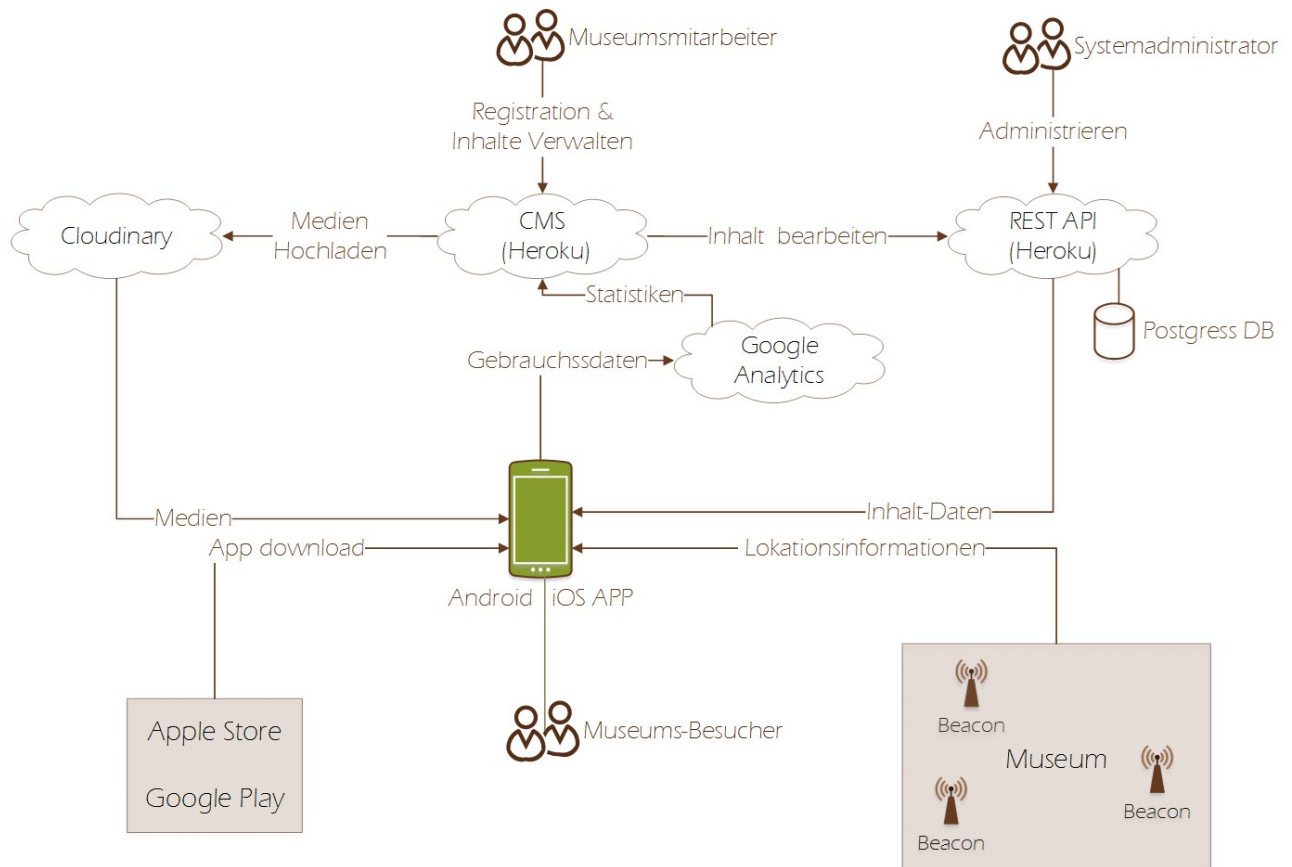 Museumsmitarbeiter
Systemadministrator
Registration &
Inhalte Verwalten
Administrieren
Cloudinary
Medien
Hochladen
CMS
(Heroku)
Inhalt bearbeiten
REST API
(Heroku)
Statistiken
Postgress DB
Gebrauchssdaten
Google
Analytics
Medien
Inhalt-Daten
App download
Lokationsinformationen
Android iOS APP
Apple Store
Google Play
Museums-Besucher
Beacon
Museum
Beacon
Beacon